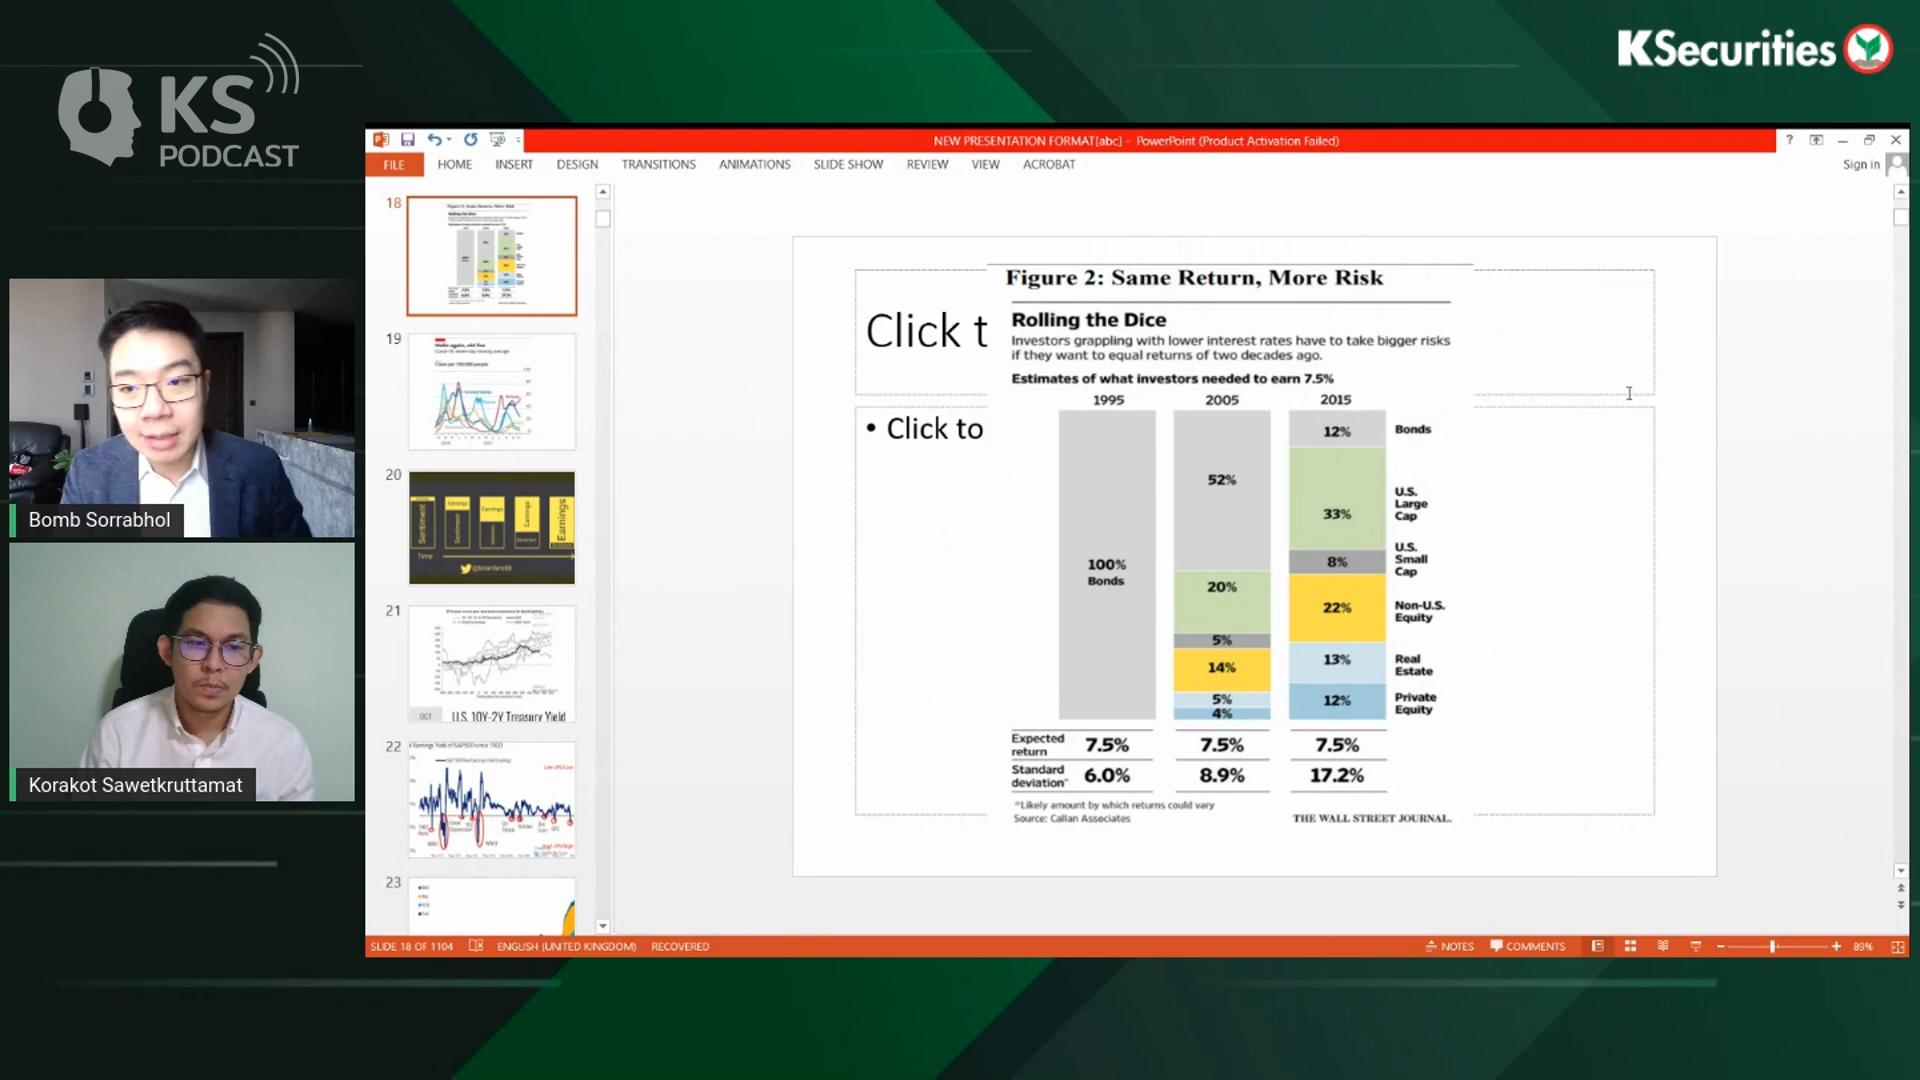 KS
PODCAST
KSecurities
NEW PRESENTATION FORMAT[abc] - PowerPoint (Product Activation Failed)
FILE HOME INSERT DESIGN TRANSITIONS ANIMATIONS SLIDE SHOW REVIEW VIEW ACROBAT
Sign in
18
19
20
Sentiment
Earnings
Time
@brianferoldi
21
OCT U.S. 10Y-2Y Treasury Yield
22
23
Bomb Sorrabhol
Korakot Sawetkruttamat
Click t
• Click to
Figure 2: Same Return, More Risk
Rolling the Dice
Investors grappling with lower interest rates have to take bigger risks
if they want to equal returns of two decades ago.
Estimates of what investors needed to earn 7.5%
1995 2005 2015
100%
Bonds
52%
20%
5%
14%
5%
4%
12% Bonds
33% U.S.
Large
Cap
8% U.S.
Small
Cap
22% Non-U.S.
Equity
13% Real
Estate
12% Private
Equity
Expected
return 7.5% 7.5% 7.5%
Standard
deviation* 6.0% 8.9% 17.2%
*Likely amount by which returns could vary
Source: Callan Associates
THE WALL STREET JOURNAL.
SLIDE 18 OF 1104 ENGLISH (UNITED KINGDOM) RECOVERED
NOTES COMMENTS 89%